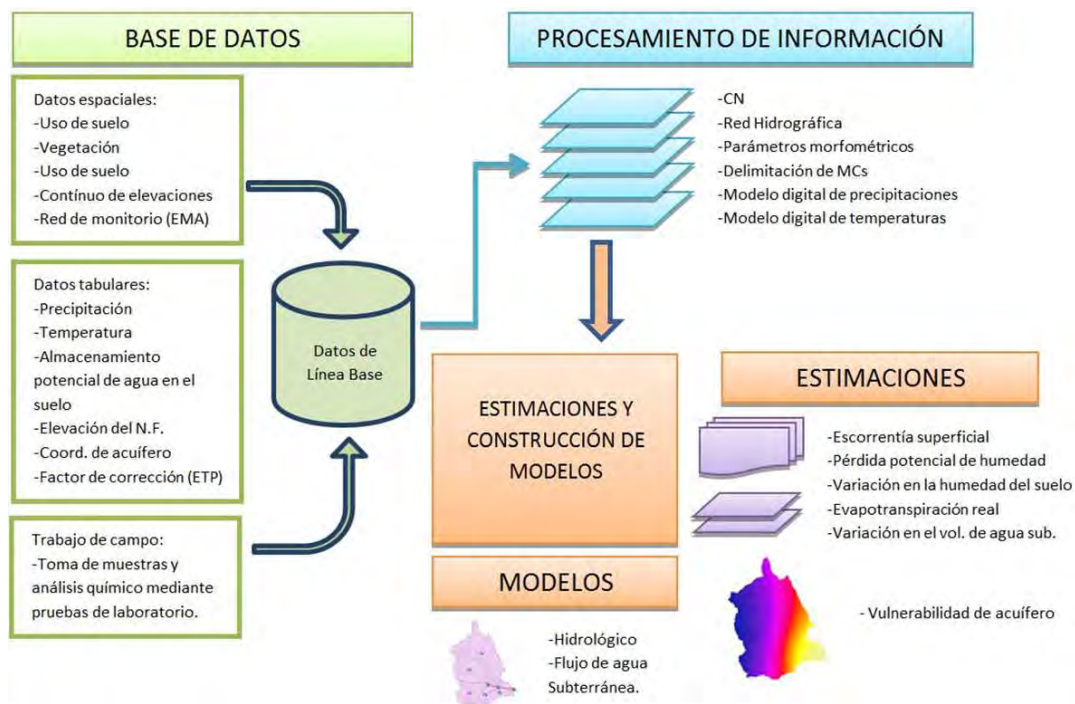 BASE DE DATOS
Datos espaciales:
-Uso de suelo
-Vegetación
-Uso de suelo
-Contínuo de elevaciones
-Red de monitorio (EMA)
Datos tabulares:
-Precipitación
-Temperatura
-Almacenamiento
potencial de agua en el
suelo
-Elevación del N.F.
-Coord. de acuífero
-Factor de corrección (ETP)
Trabajo de campo:
-Toma de muestras y
análisis químico mediante
pruebas de laboratorio.
Datos de
Línea Base
PROCESAMIENTO DE INFORMACIÓN
-CN
-Red Hidrográfica
-Parámetros morfométricos
-Delimitación de MCs
-Modelo digital de precipitaciones
-Modelo digital de temperaturas
ESTIMACIONES Y
CONSTRUCCIÓN DE
MODELOS
ESTIMACIONES
-Escorrentía superficial
-Pérdida potencial de humedad
-Variación en la humedad del suelo
-Evapotranspiración real
-Variación en el vol. de agua sub.
- Vulnerabilidad de acuífero
MODELOS
-Hidrológico
-Flujo de agua
Subterránea.